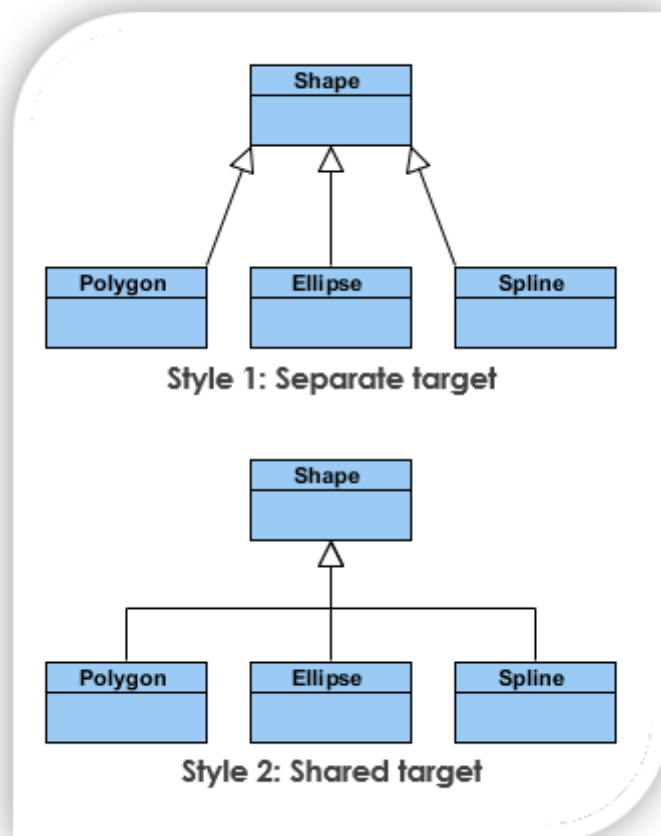 Shape
Polygon Ellipse Spline
Style 1: Separate target
Shape
Polygon Ellipse Spline
Style 2: Shared target